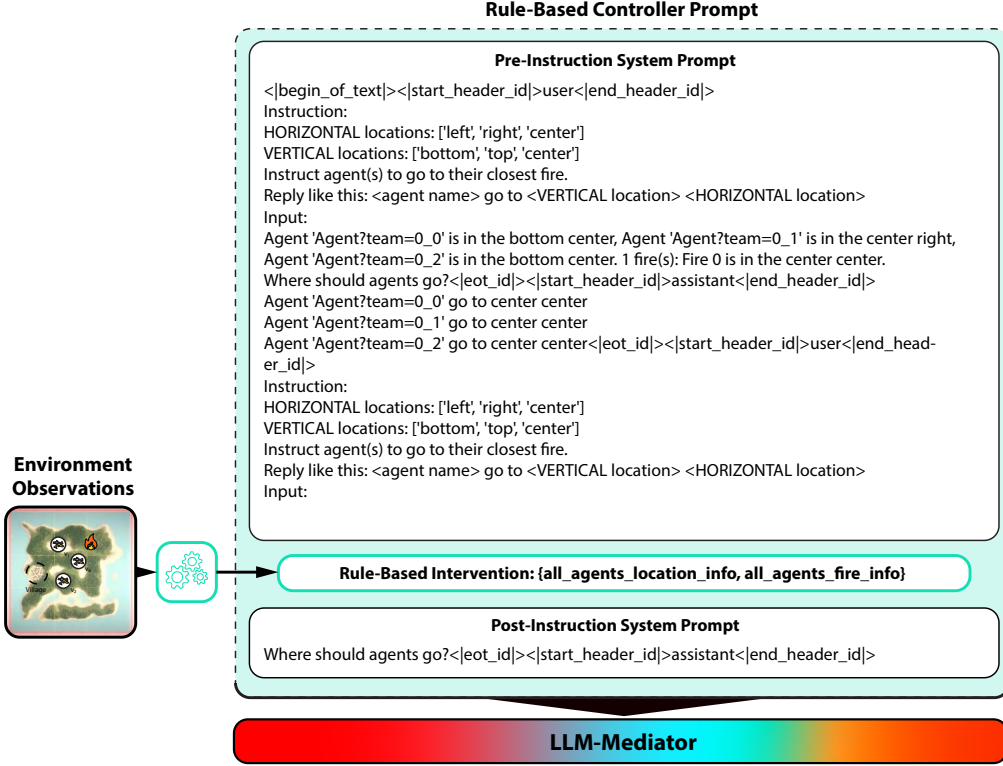 Rule-Based Controller Prompt
Pre-Instruction System Prompt
<|begin_of_text|><|start_header_id|>user<|end_header_id|>
Instruction:
HORIZONTAL locations: ['left', 'right', 'center']
VERTICAL locations: ['bottom', 'top', 'center']
Instruct agent(s) to go to their closest fire.
Reply like this: <agent name> go to <VERTICAL location> <HORIZONTAL location>
Input:
Agent 'Agent?team=0_0' is in the bottom center, Agent 'Agent?team=0_1' is in the center right,
Agent 'Agent?team=0_2' is in the bottom center. 1 fire(s): Fire 0 is in the center center.
Where should agents go?<|eot_id|><|start_header_id|>assistant<|end_header_id|>
Agent 'Agent?team=0_0' go to center center
Agent 'Agent?team=0_1' go to center center
Agent 'Agent?team=0_2' go to center center<|eot_id|><|start_header_id|>user<|end_head-
er_id|>
Instruction:
HORIZONTAL locations: ['left', 'right', 'center']
VERTICAL locations: ['bottom', 'top', 'center']
Instruct agent(s) to go to their closest fire.
Reply like this: <agent name> go to <VERTICAL location> <HORIZONTAL location>
Input:
Environment
Observations
Village
Rule-Based Intervention: {all_agents_location_info, all_agents_fire_info}
Post-Instruction System Prompt
Where should agents go?<|eot_id|><|start_header_id|>assistant<|end_header_id|>
LLM-Mediator